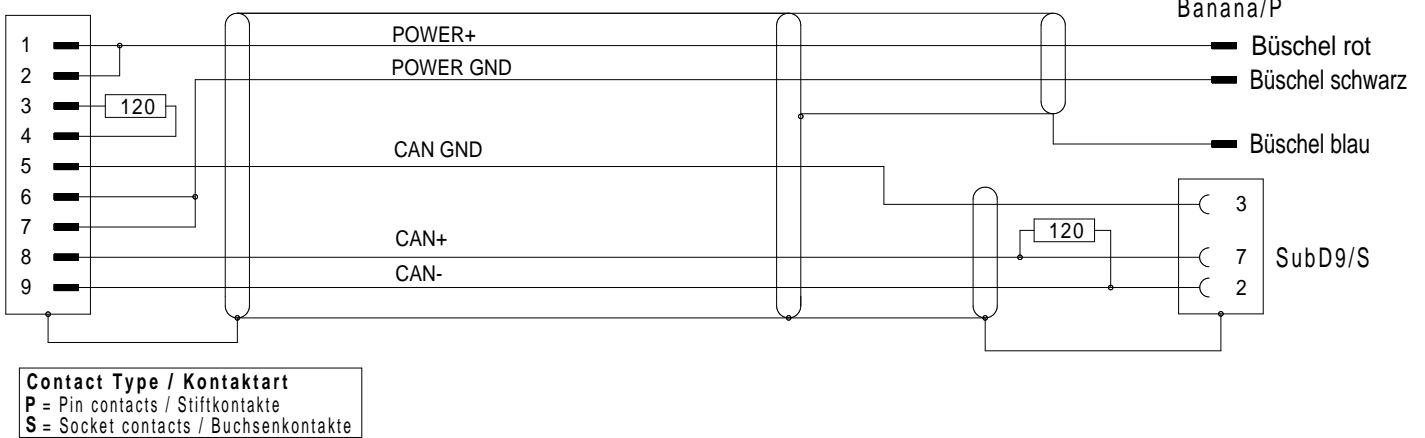 Banana/P
1
POWER+
Büschel rot
2
POWER GND
Büschel schwarz
3
120
4
5
CAN GND
Büschel blau
6
3
7
120
8
CAN+
7
SubD9/S
9
CAN-
2
Contact Type / Kontaktart
P = Pin contacts / Stiftkontakte
S = Socket contacts / Buchsenkontakte